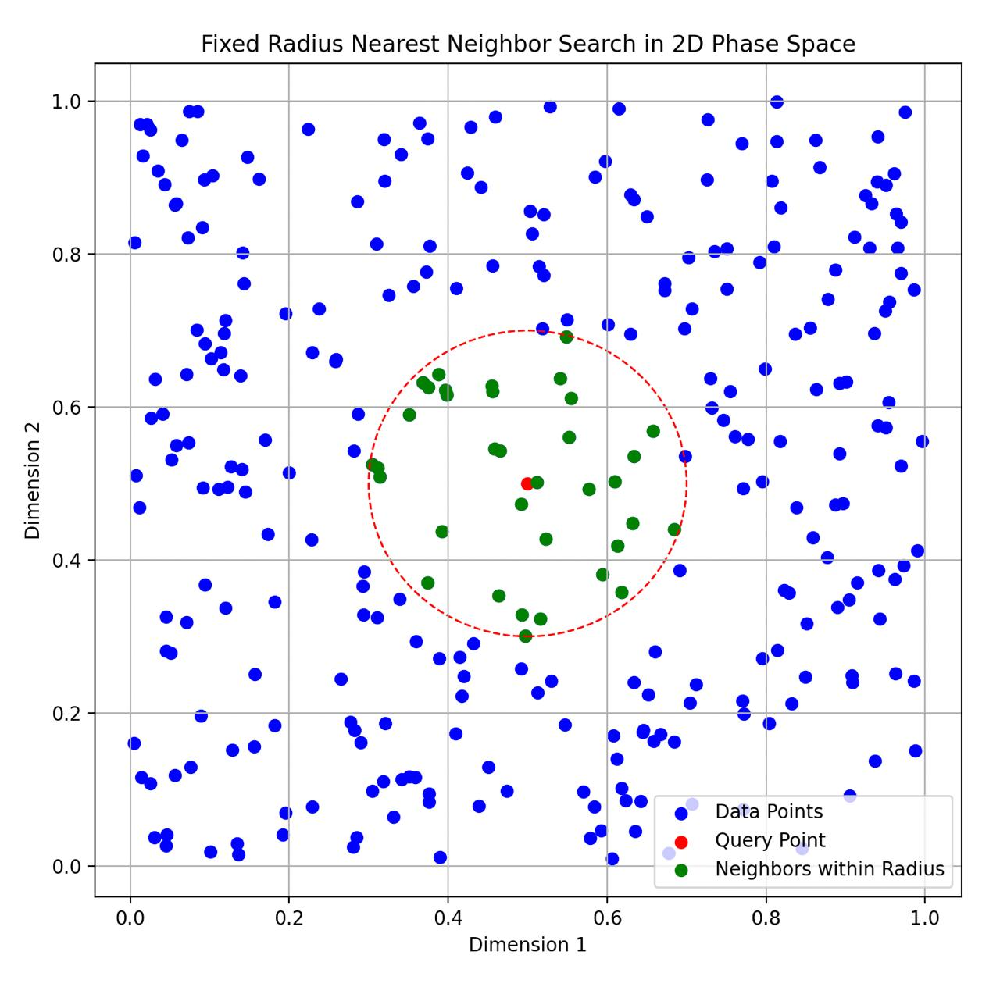 Fixed Radius Nearest Neighbor Search in 2D Phase Space
1.0
0.8
0.6
0.4
0.2
0.0
Dimension 2
Data Points
Query Point
Neighbors within Radius
0.0 0.2 0.4 0.6 0.8 1.0
Dimension 1